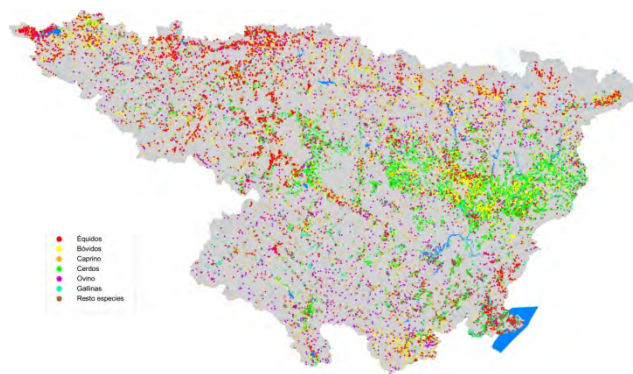 Équidos
Bóvidos
Caprino
Cerdos
Ovino
Gallinas
Resto especies